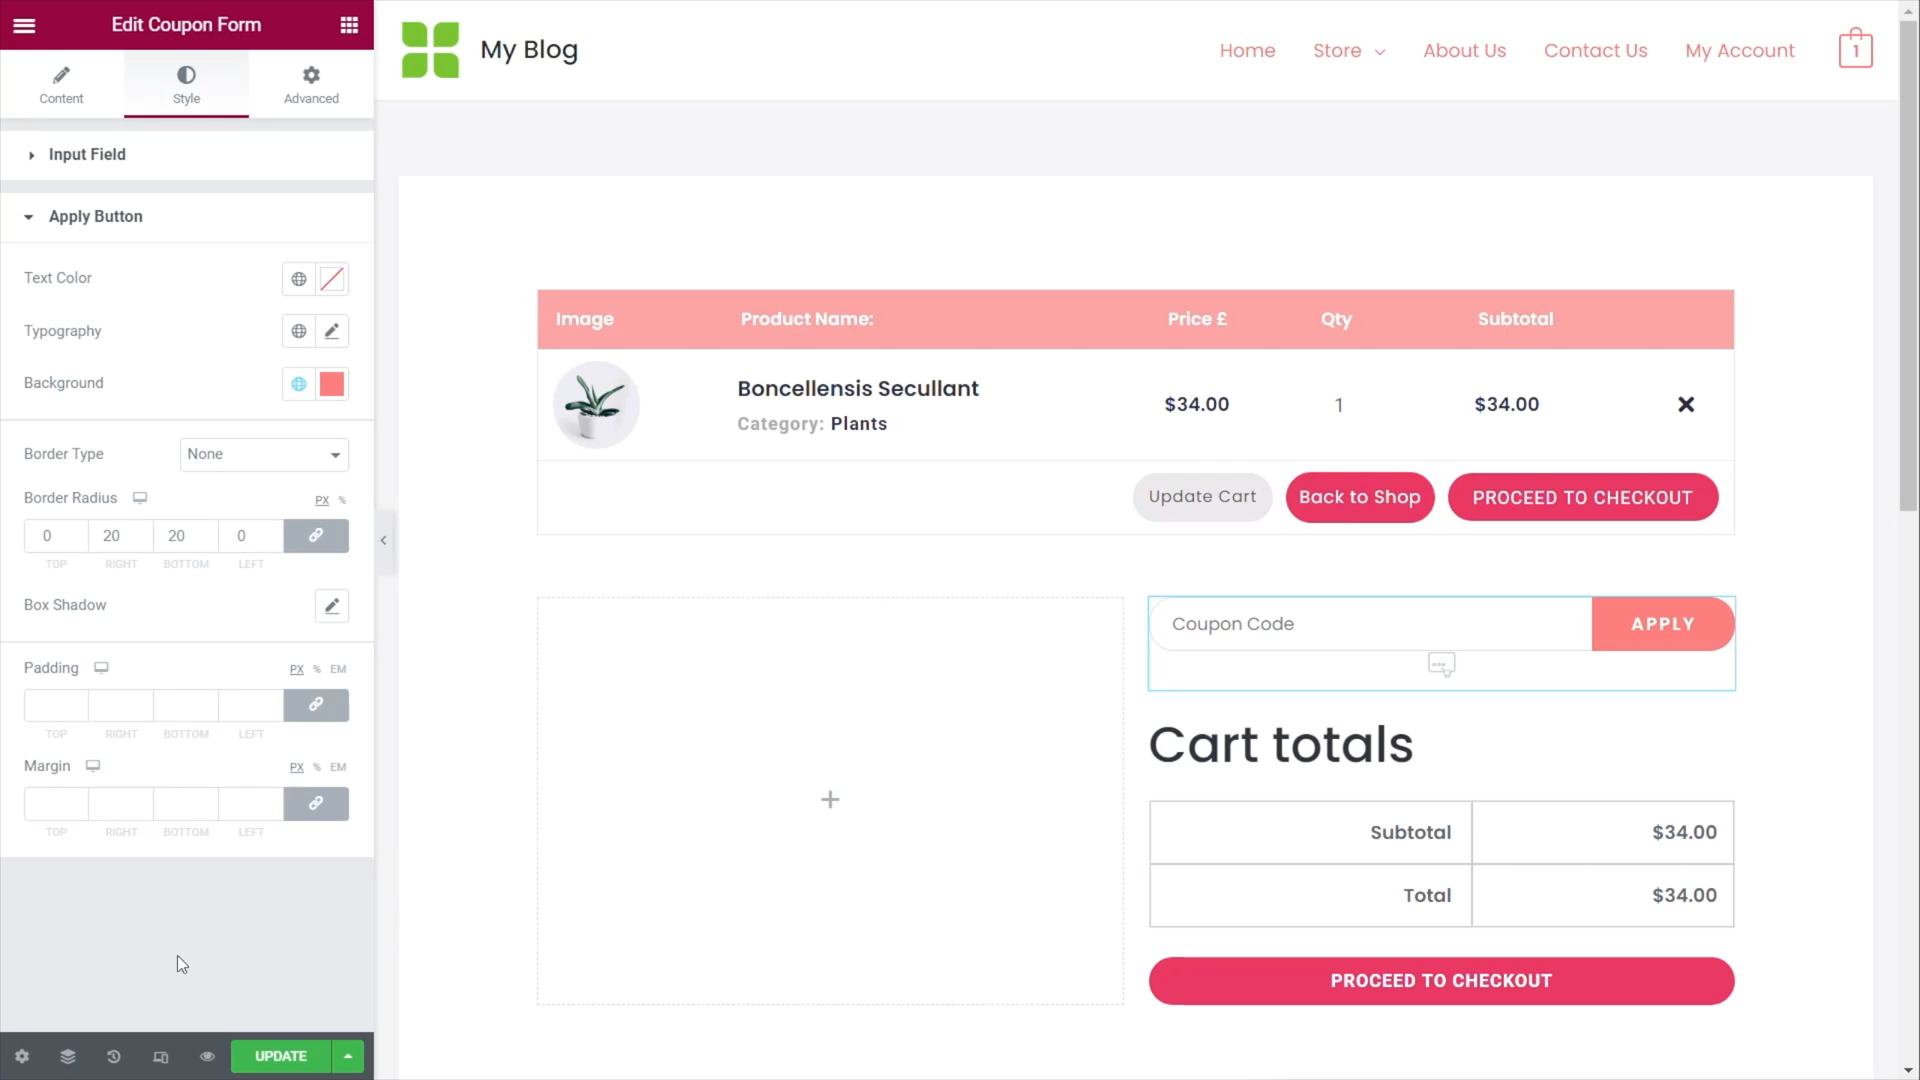 Edit Coupon Form
Content
Style
Advanced
Input Field
Apply Button
Text Color
Typography
Background
Border Type
None
Border Radius
PX %
0 20 20 0
TOP RIGHT BOTTOM LEFT
Box Shadow
Padding
PX % EM
TOP RIGHT BOTTOM LEFT
Margin
PX % EM
TOP RIGHT BOTTOM LEFT
UPDATE
My Blog
Home Store About Us Contact Us My Account 1
Image Product Name: Price £ Qty Subtotal
Boncellensis Secullant
Category: Plants
$34.00 1 $34.00
Update Cart Back to Shop PROCEED TO CHECKOUT
Coupon Code APPLY
Cart totals
Subtotal $34.00
Total $34.00
PROCEED TO CHECKOUT